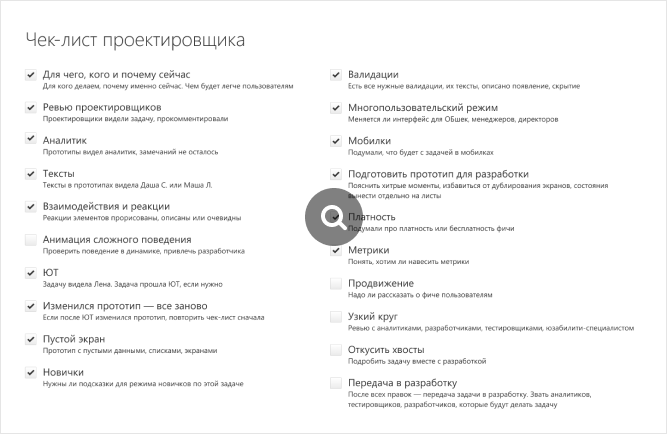 Чек-лист проектировщика
Для чего, кого и почему сейчас
Для кого делаем, почему именно сейчас. Чем будет легче пользователям
Ревью проектировщиков
Проектировщики видели задачу, прокомментировали
Аналитик
Прототипы видел аналитик, замечаний не осталось
Тексты
Тексты в прототипах видела Даша С. или Маша Л.
Взаимодействия и реакции
Реакции элементов прорисованы, описаны или очевидны
Анимация сложного поведения
Проверить поведение в динамике, привлечь разработчика
ЮТ
Задачу видела Лена. Задача прошла ЮТ, если нужно
Изменился прототип — все заново
Если после ЮТ изменился прототип, повторить чек-лист сначала
Пустой экран
Прототип с пустыми данными, списками, экранами
Новички
Нужны ли подсказки для режима новичков по этой задаче
Валидации
Есть все нужные валидации, их тексты, описано появление, скрытие
Многопользовательский режим
Меняется ли интерфейс для ОБшек, менеджеров, директоров
Мобилки
Подумали, что будет с задачей в мобилках
Подготовить прототип для разработки
Пояснить хитрые моменты, избавиться от дублирования экранов, состояния
вынести отдельно на листы
Платность
Подумали про платность или бесплатность фичи
Метрики
Понять, хотим ли навесить метрики
Продвижение
Надо ли рассказать о фиче пользователям
Узкий круг
Ревью с аналитиками, разработчиками, тестировщиками, юзабилити-специалистом
Откусить хвосты
Подробить задачу вместе с разработкой
Передача в разработку
После всех правок — передача задачи в разработку. Звать аналитиков,
тестировщиков, разработчиков, которые будут делать задачу